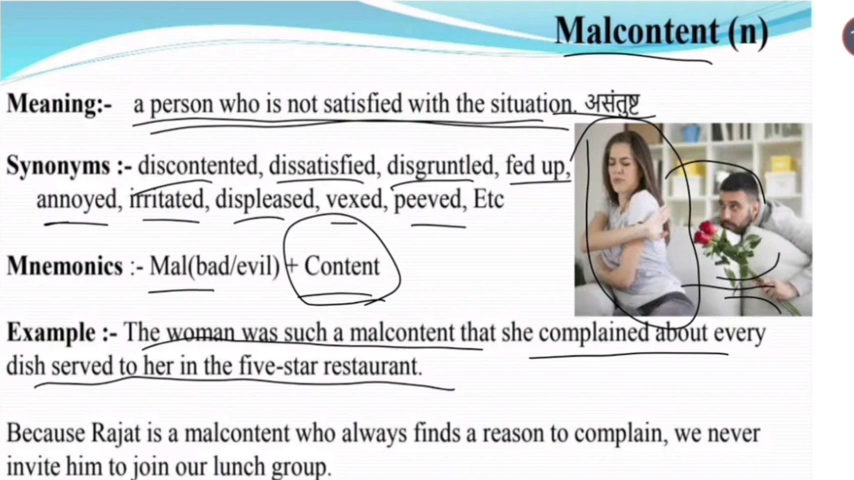 Malcontent (n)
Meaning:- a person who is not satisfied with the situation. असंतुष्ट
Synonyms :- discontented, dissatisfied, disgruntled, fed up,
annoyed, irritated, displeased, vexed, peeved, Etc
Mnemonics :- Mal(bad/evil) + Content
Example :- The woman was such a malcontent that she complained about every
dish served to her in the five-star restaurant.
Because Rajat is a malcontent who always finds a reason to complain, we never
invite him to join our lunch group.